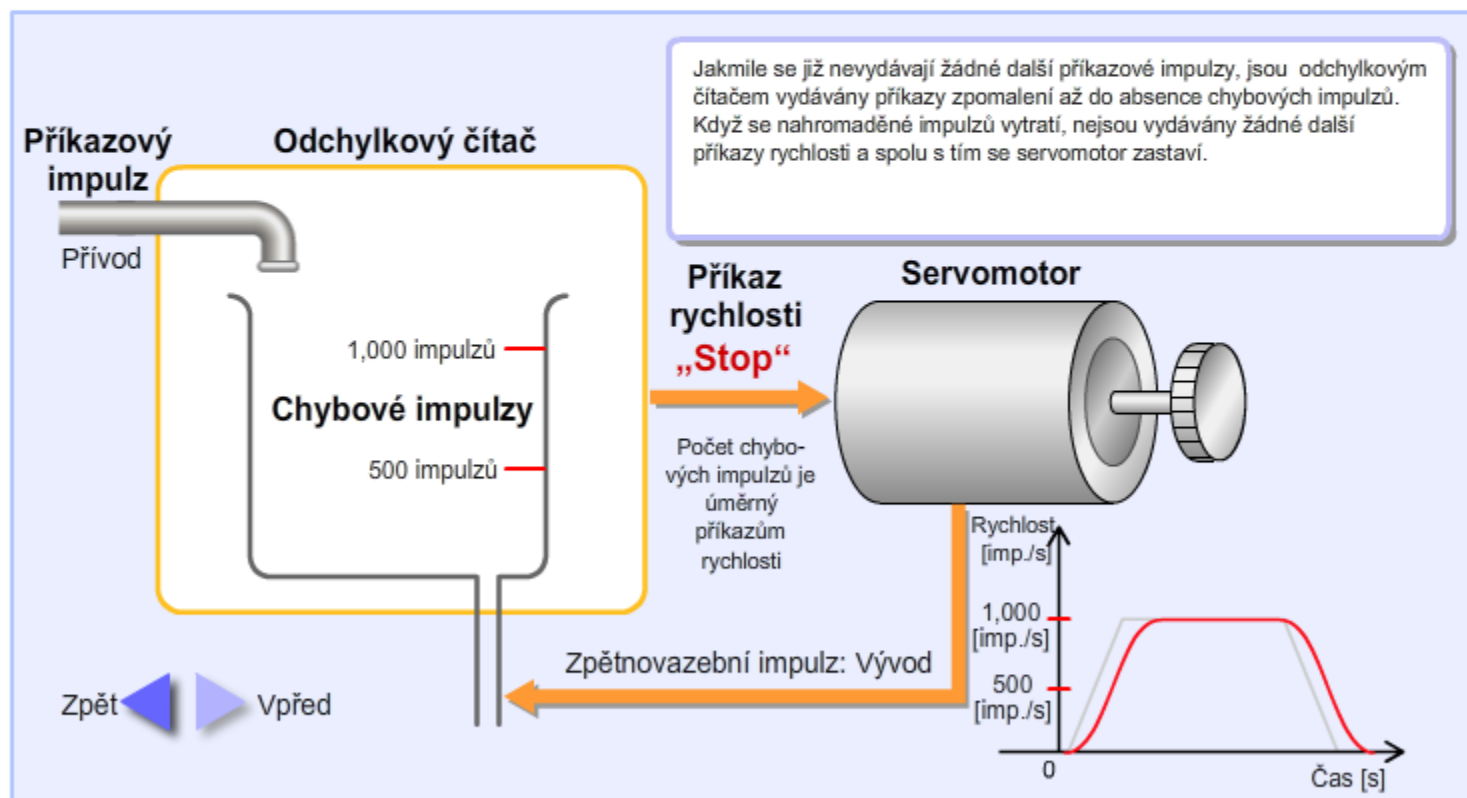 Jakmile se již nevydávají žádné další příkazové impulzy, jsou odchylkovým
čítačem vydávány příkazy zpomalení až do absence chybových impulzů.
Když se nahromaděné impulzů vytratí, nejsou vydávány žádné další
příkazy rychlosti a spolu s tím se servomotor zastaví.
Příkazový
impulz
Přívod
Odchylkový čítač
1,000 impulzů
Chybové impulzy
500 impulzů
Příkaz
rychlosti
„Stop“
Počet chybo-
vých impulzů je
úměrný
příkazům
rychlosti
Servomotor
Zpětnovazební impulz: Vývod
Rychlost
[imp./s]
1,000
[imp./s]
500
[imp./s]
0
Čas [s]
Zpět
Vpřed